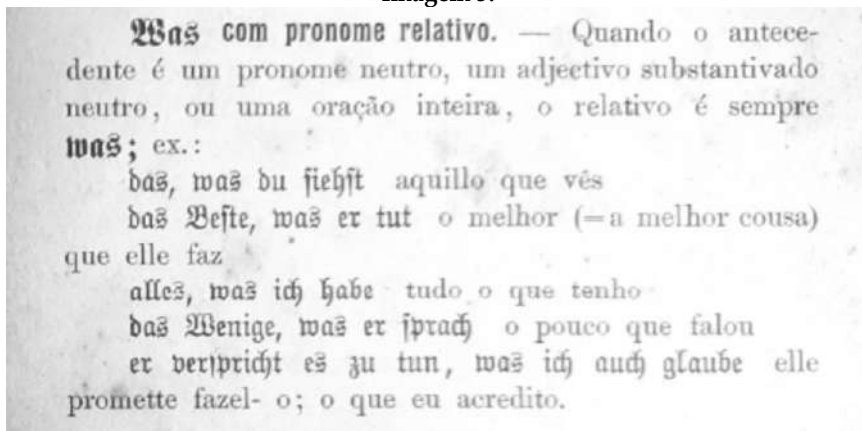 Was com pronome relativo. — Quando o antece-
dente é um pronome neutro, um adjectivo substantivado
neutro, ou uma oração inteira, o relativo é sempre
was; ex.:
das, was du siehst aquillo que vês
das Beste, was er tut o melhor (=a melhor cousa)
que elle faz
alles, was ich habe tudo o que tenho
das Wenige, was er sprach o pouco que falou
er verspricht es zu tun, was ich auch glaube elle
promette fazel- o; o que eu acredito.